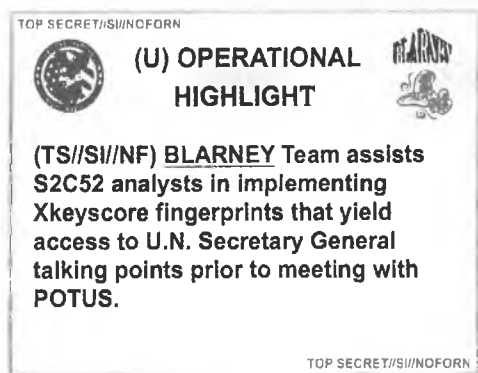 TOP SECRET//SI//NOFORN
(U) OPERATIONAL
HIGHLIGHT
BLARNEY
(TS//SI//NF) BLARNEY Team assists
S2C52 analysts in implementing
Xkeyscore fingerprints that yield
access to U.N. Secretary General
talking points prior to meeting with
POTUS.
TOP SECRET//SI//NOFORN